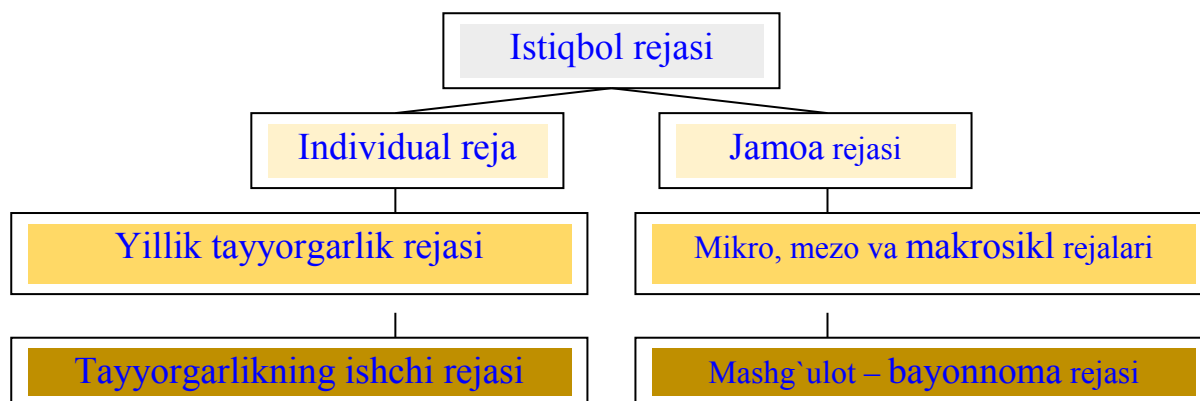 Istiqbol rejasi
Individual reja
Jamoa rejasi
Yillik tayyorgarlik rejasi
Mikro, mezo va makrosikl rejalari
Tayyorgarlikning ishchi rejasi
Mashg`ulot – bayonnoma rejasi